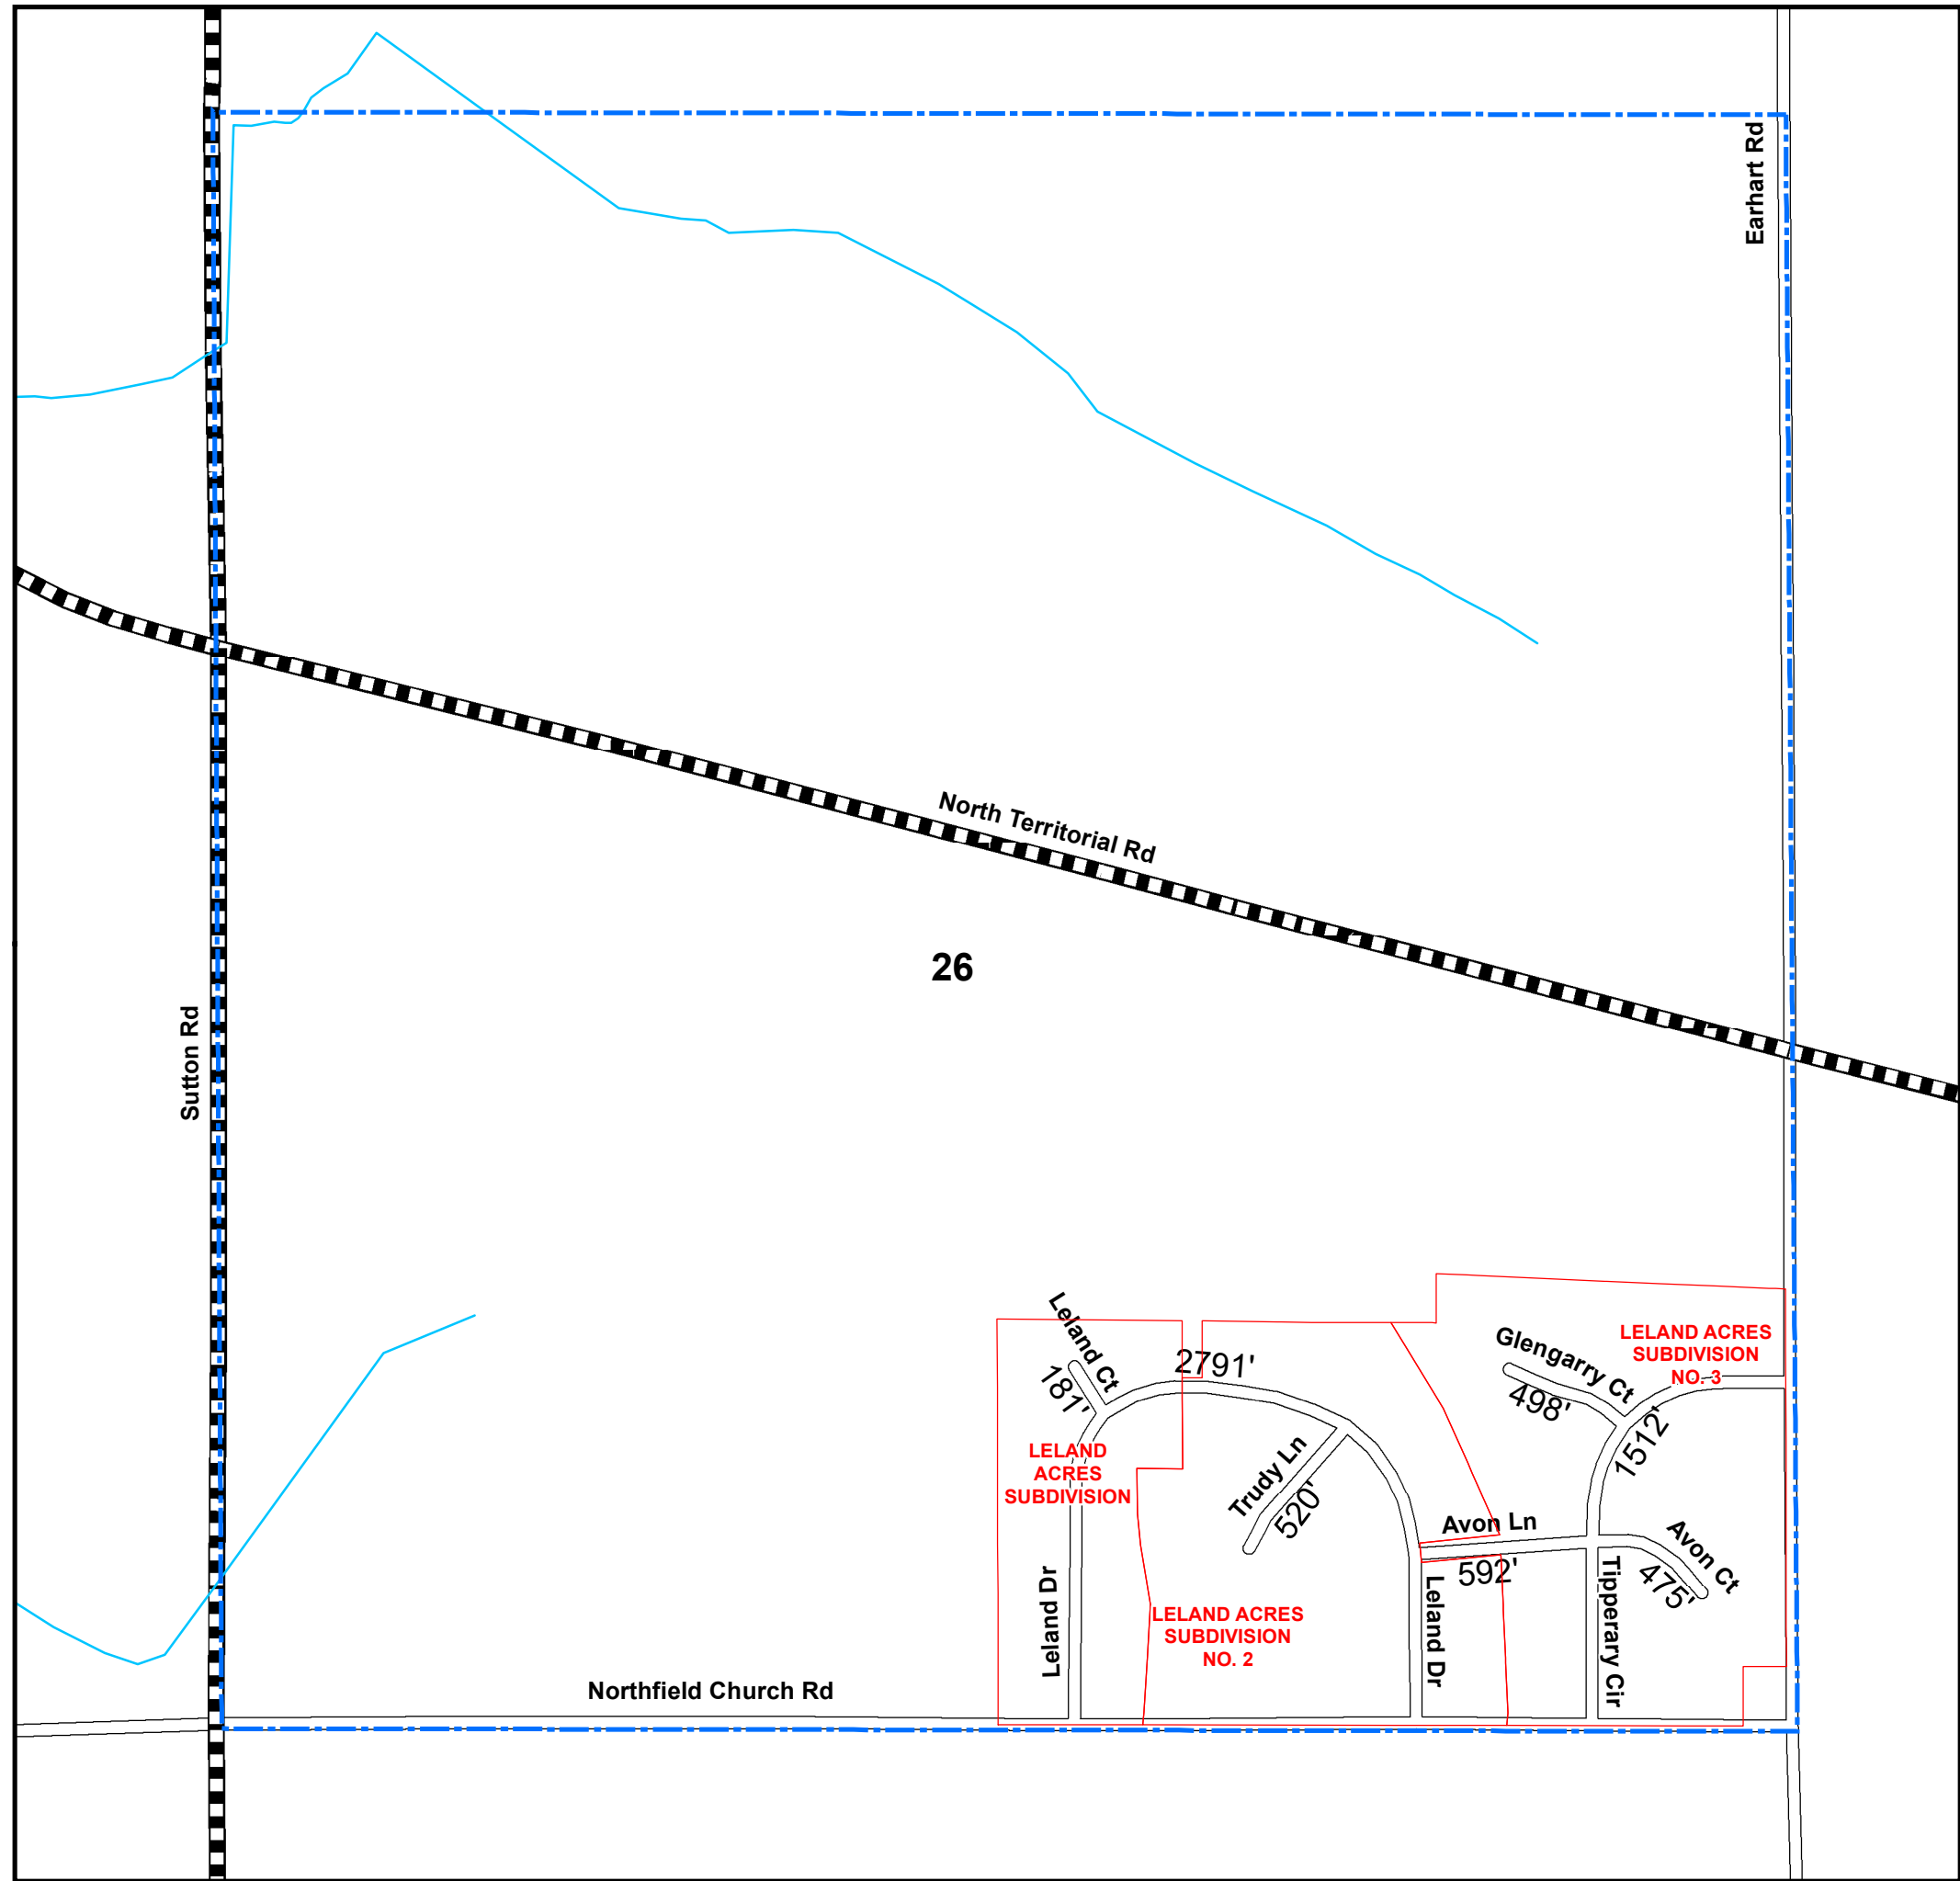 Earhart Rd
North Territorial Rd
26
Sutton Rd
Leland Ct
181'
2791'
Glengarry Ct
498'
LELAND ACRES
SUBDIVISION
NO. 3
1512'
LELAND
ACRES
SUBDIVISION
Trudy Ln
520'
Avon Ln
592'
Avon Ct
475'
Leland Dr
LELAND ACRES
SUBDIVISION
NO. 2
Leland Dr
Tipperary Cir
Northfield Church Rd